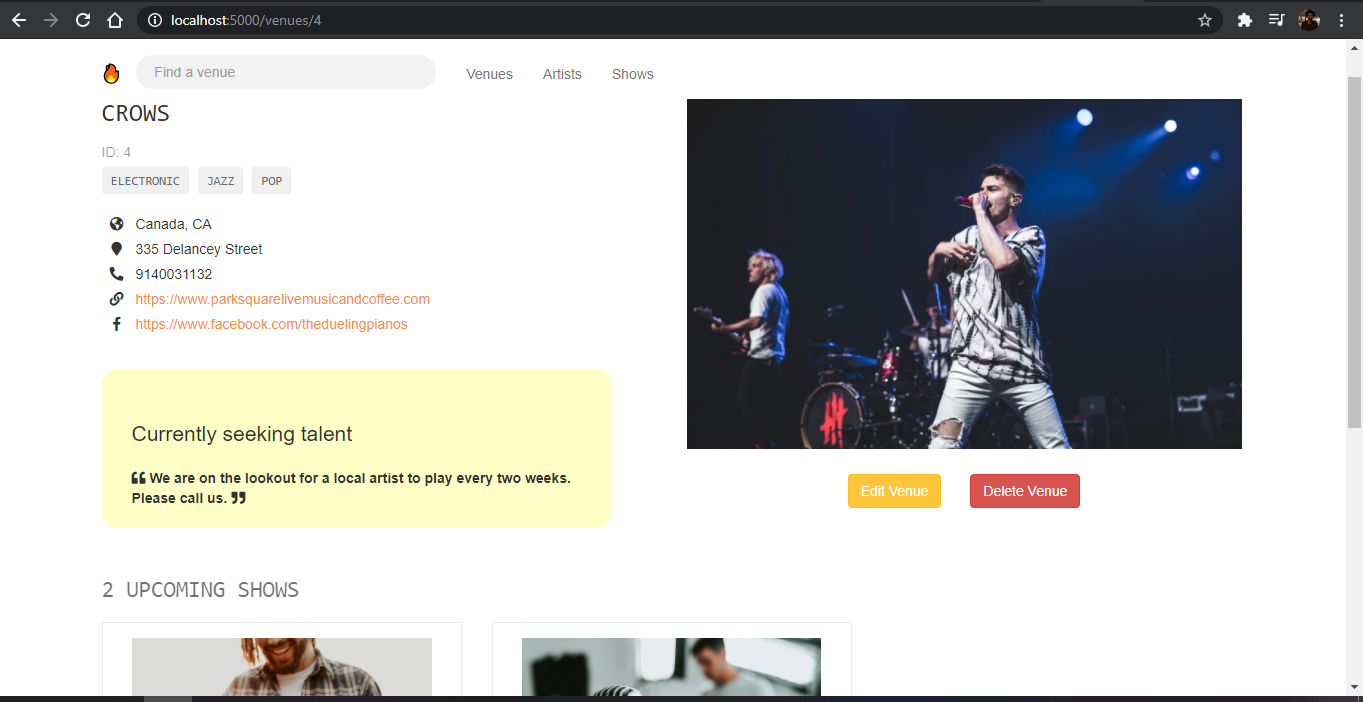 localhost:5000/venues/4
Find a venue
Venues
Artists
Shows
CROWS
ID: 4
ELECTRONIC
JAZZ
POP
Canada, CA
335 Delancey Street
9140031132
https://www.parksquarelivemusicandcoffee.com
https://www.facebook.com/theduelingpianos
Currently seeking talent
❝ We are on the lookout for a local artist to play every two weeks.
Please call us. ❞
Edit Venue
Delete Venue
2 UPCOMING SHOWS